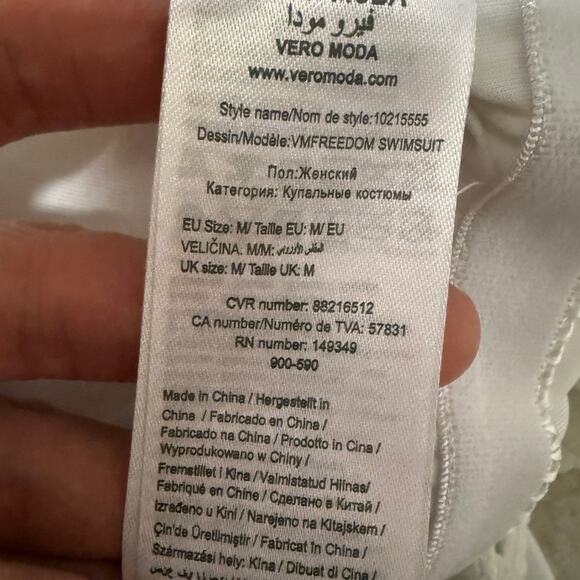 MODA
فيرو مودا
VERO MODA
www.veromoda.com
Style name/Nom de style:10215555
Dessin/Modèle:VMFREEDOM SWIMSUIT
Пол:Женский
Категория: Купальные костюмы
EU Size: M/ Taille EU: M/ EU
VELIČINA. M/M: المقاس الأوروبي
UK size: M/ Taille UK: M
CVR number: 88216512
CA number/Numéro de TVA: 57831
RN number: 149349
900-590
Made in China / Hergestellt in
China / Fabricado en China /
Fabricado na China / Prodotto in Cina /
Wyprodukowano w Chiny /
Fremstillet i Kina / Valmistatud Hiinas/
Fabriqué en Chine / Сделано в Китай /
Izrađeno u Kini / Narejeno na Kitajskem /
Çin'de Üretilmiştir / Fabricat în China /
Származási hely: Kína / Dibuat di Cina /